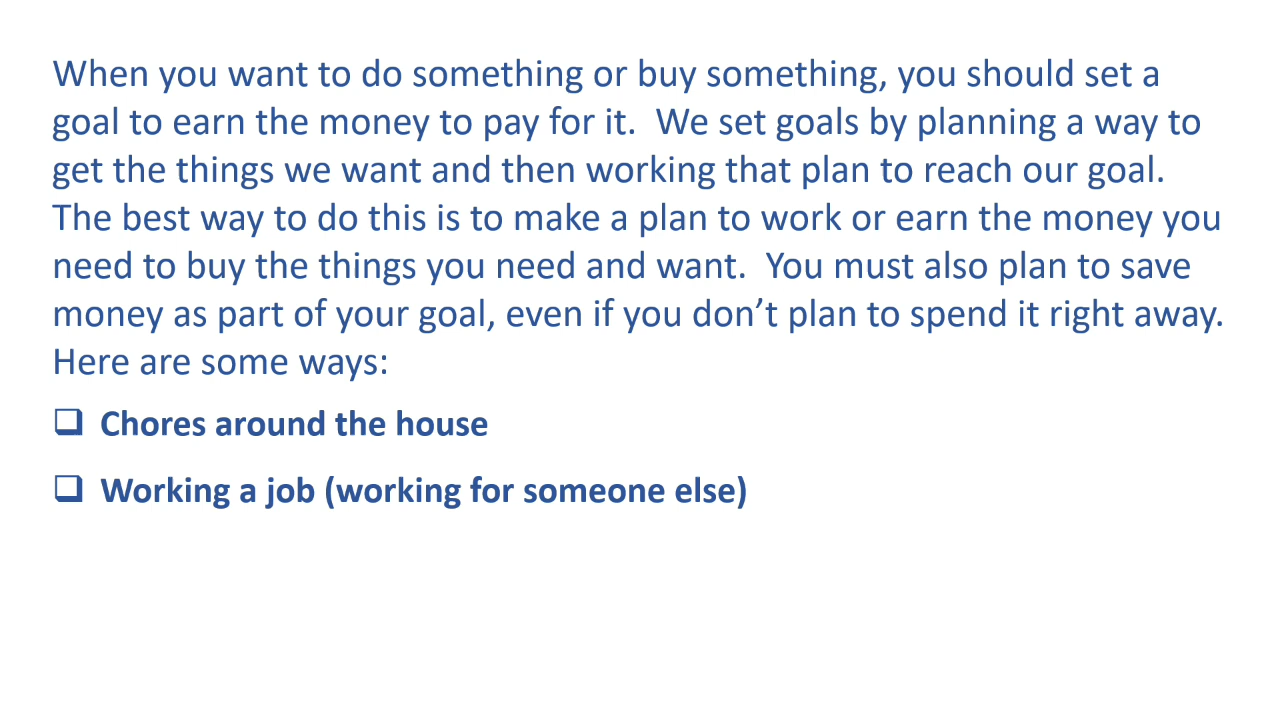 When you want to do something or buy something, you should set a
goal to earn the money to pay for it.  We set goals by planning a way to
get the things we want and then working that plan to reach our goal.
The best way to do this is to make a plan to work or earn the money you
need to buy the things you need and want.  You must also plan to save
money as part of your goal, even if you don’t plan to spend it right away.
Here are some ways:
❑ Chores around the house
❑ Working a job (working for someone else)